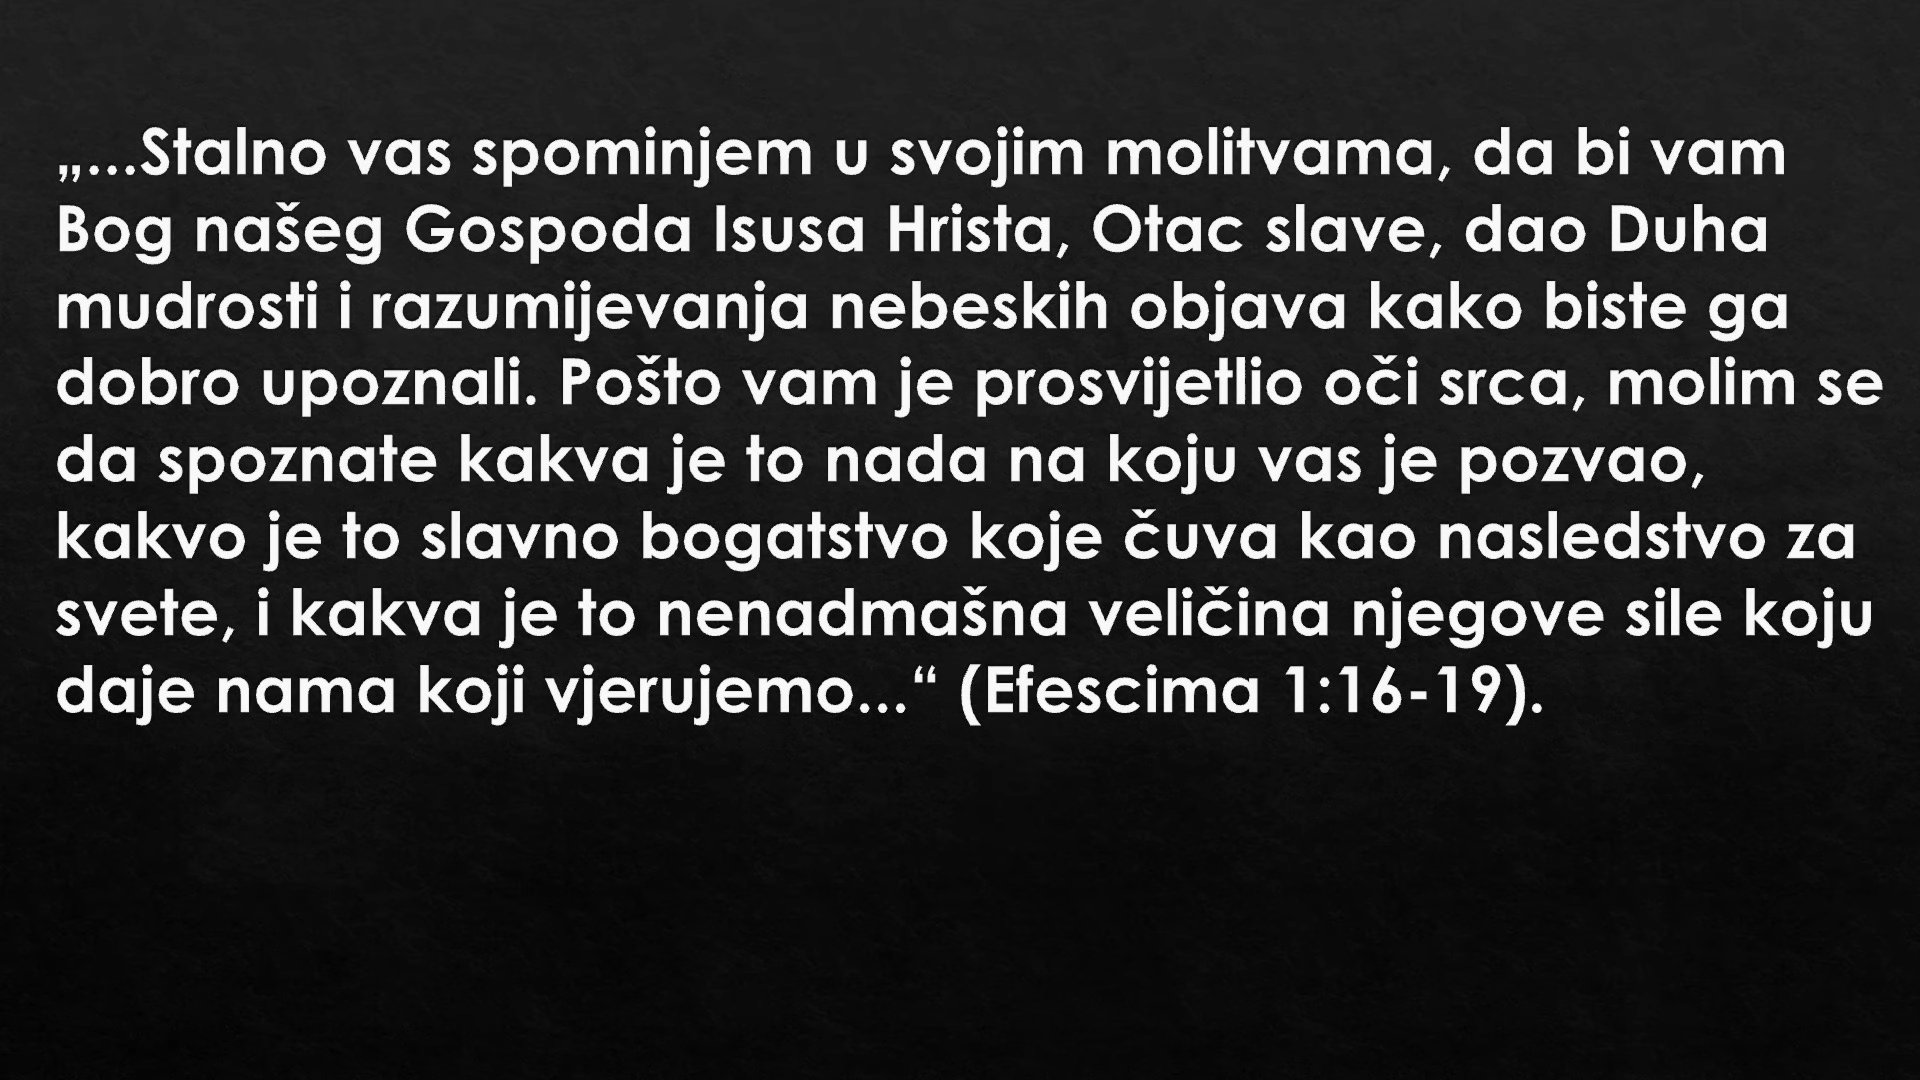 „...Stalno vas spominjem u svojim molitvama, da bi vam
Bog našeg Gospoda Isusa Hrista, Otac slave, dao Duha
mudrosti i razumijevanja nebeskih objava kako biste ga
dobro upoznali. Pošto vam je prosvijetlio oči srca, molim se
da spoznate kakva je to nada na koju vas je pozvao,
kakvo je to slavno bogatstvo koje čuva kao nasledstvo za
svete, i kakva je to nenadmašna veličina njegove sile koju
daje nama koji vjerujemo...“ (Efescima 1:16-19).